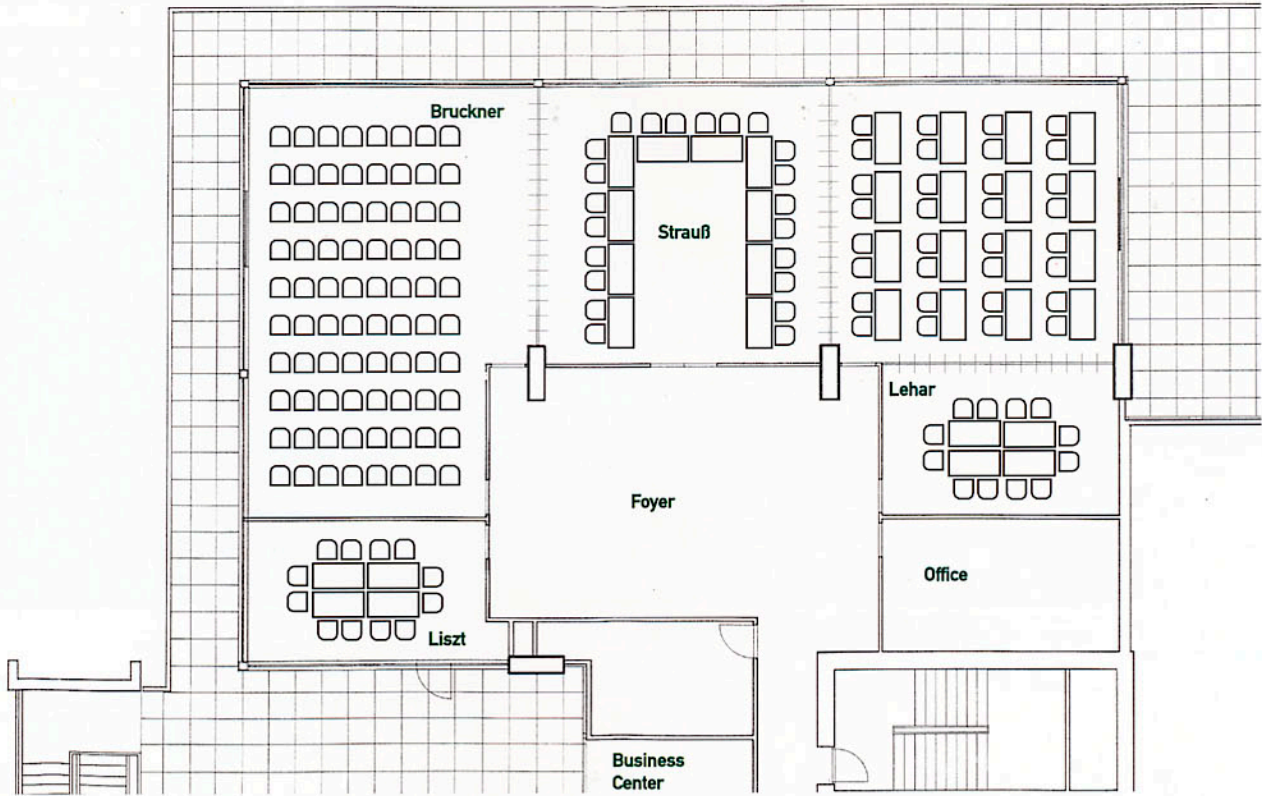 Bruckner
Strauß
Lehar
Foyer
Office
Liszt
Business
Center